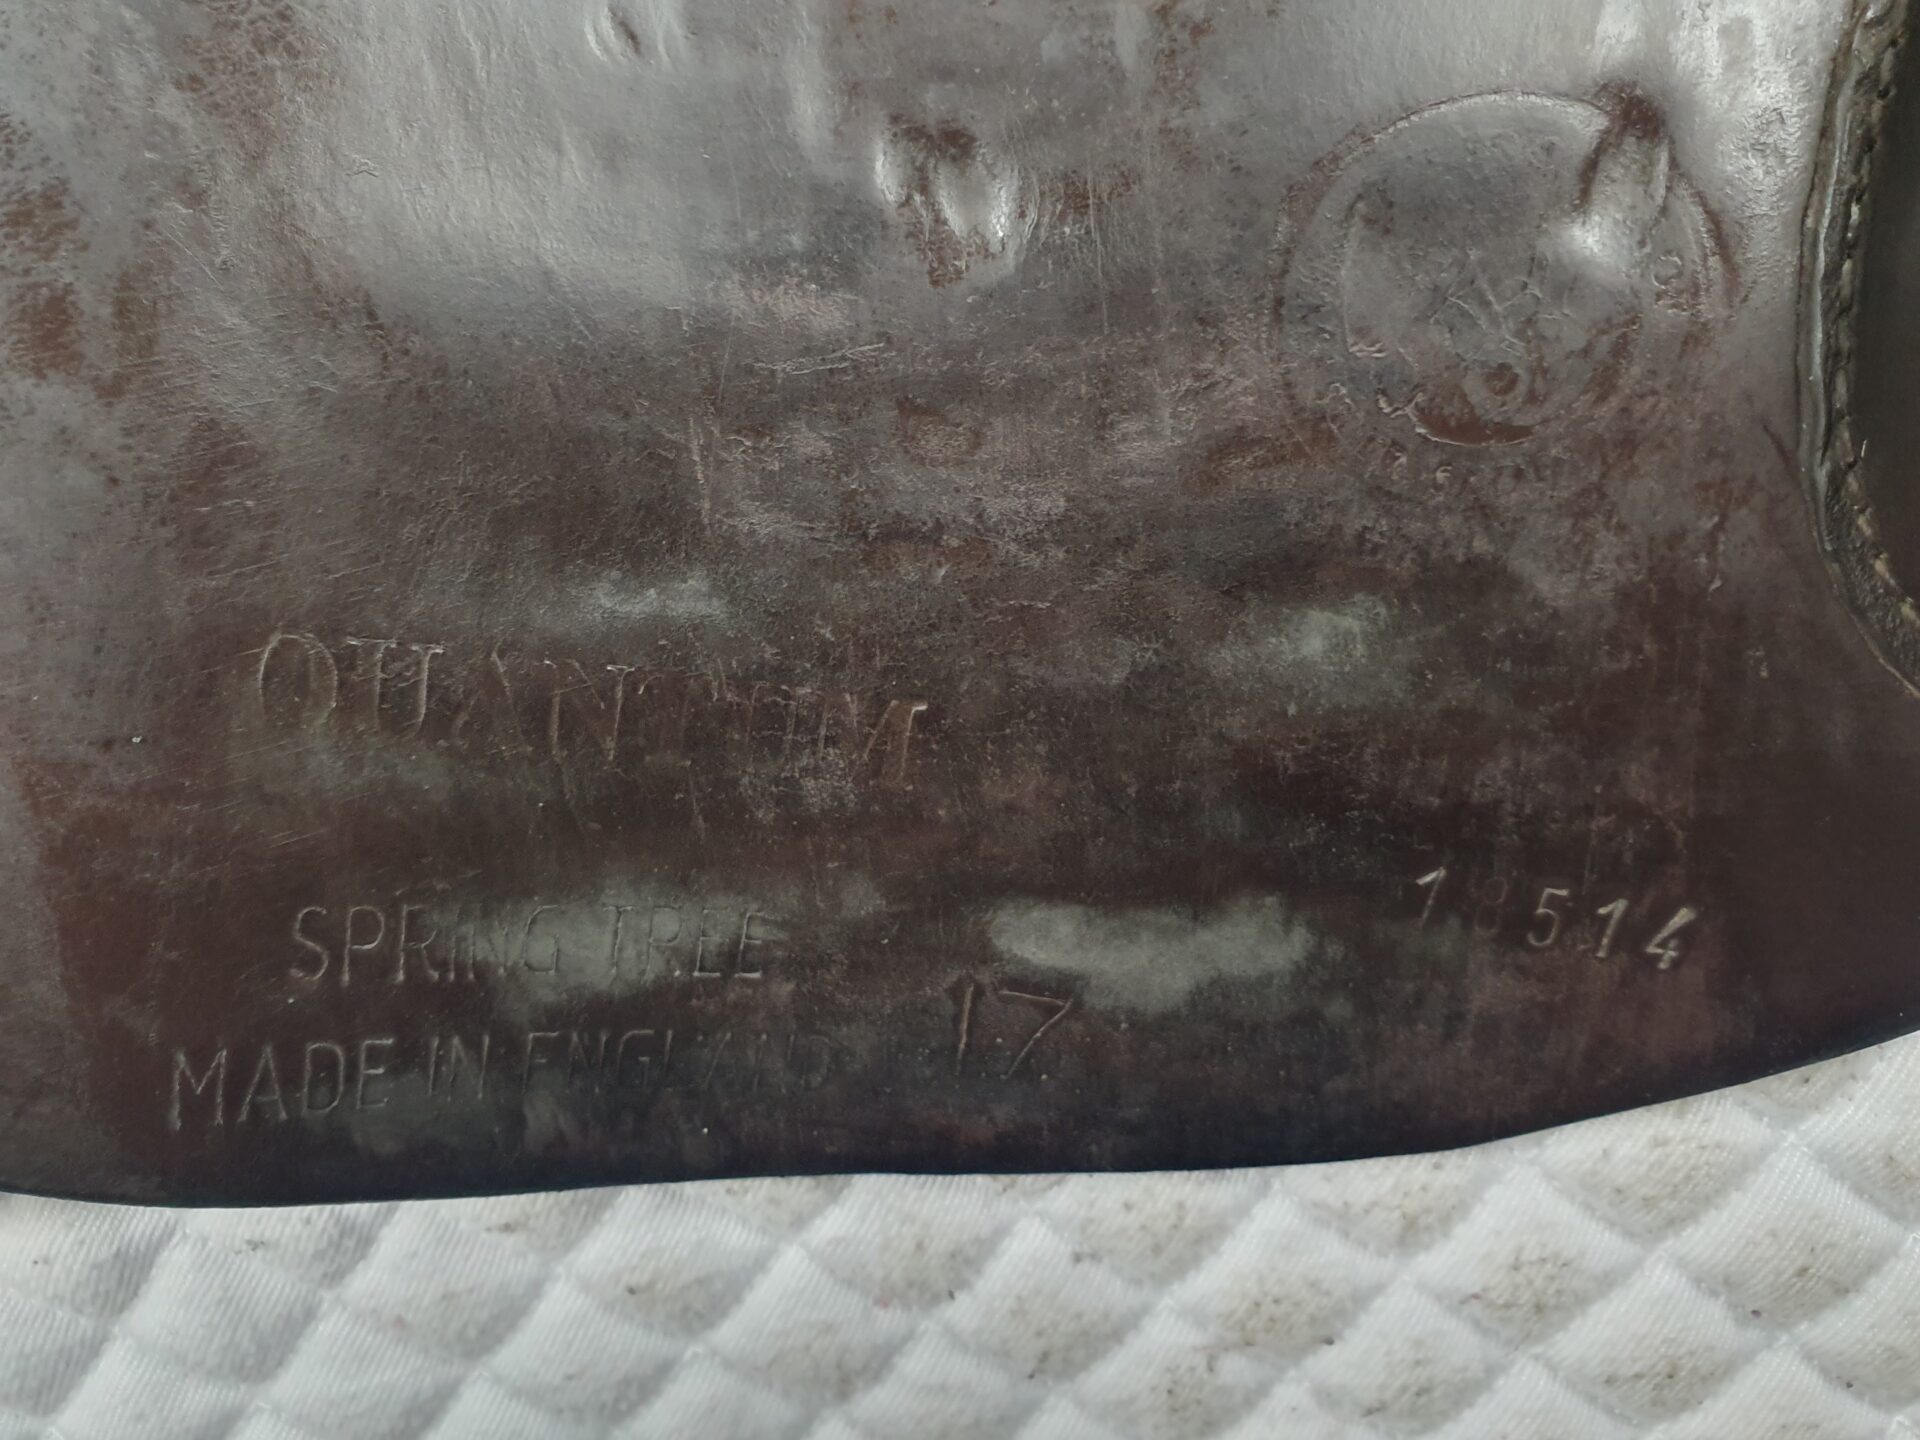 QUANTUM
18514
SPRING TREE
MADE IN ENGLAND 17